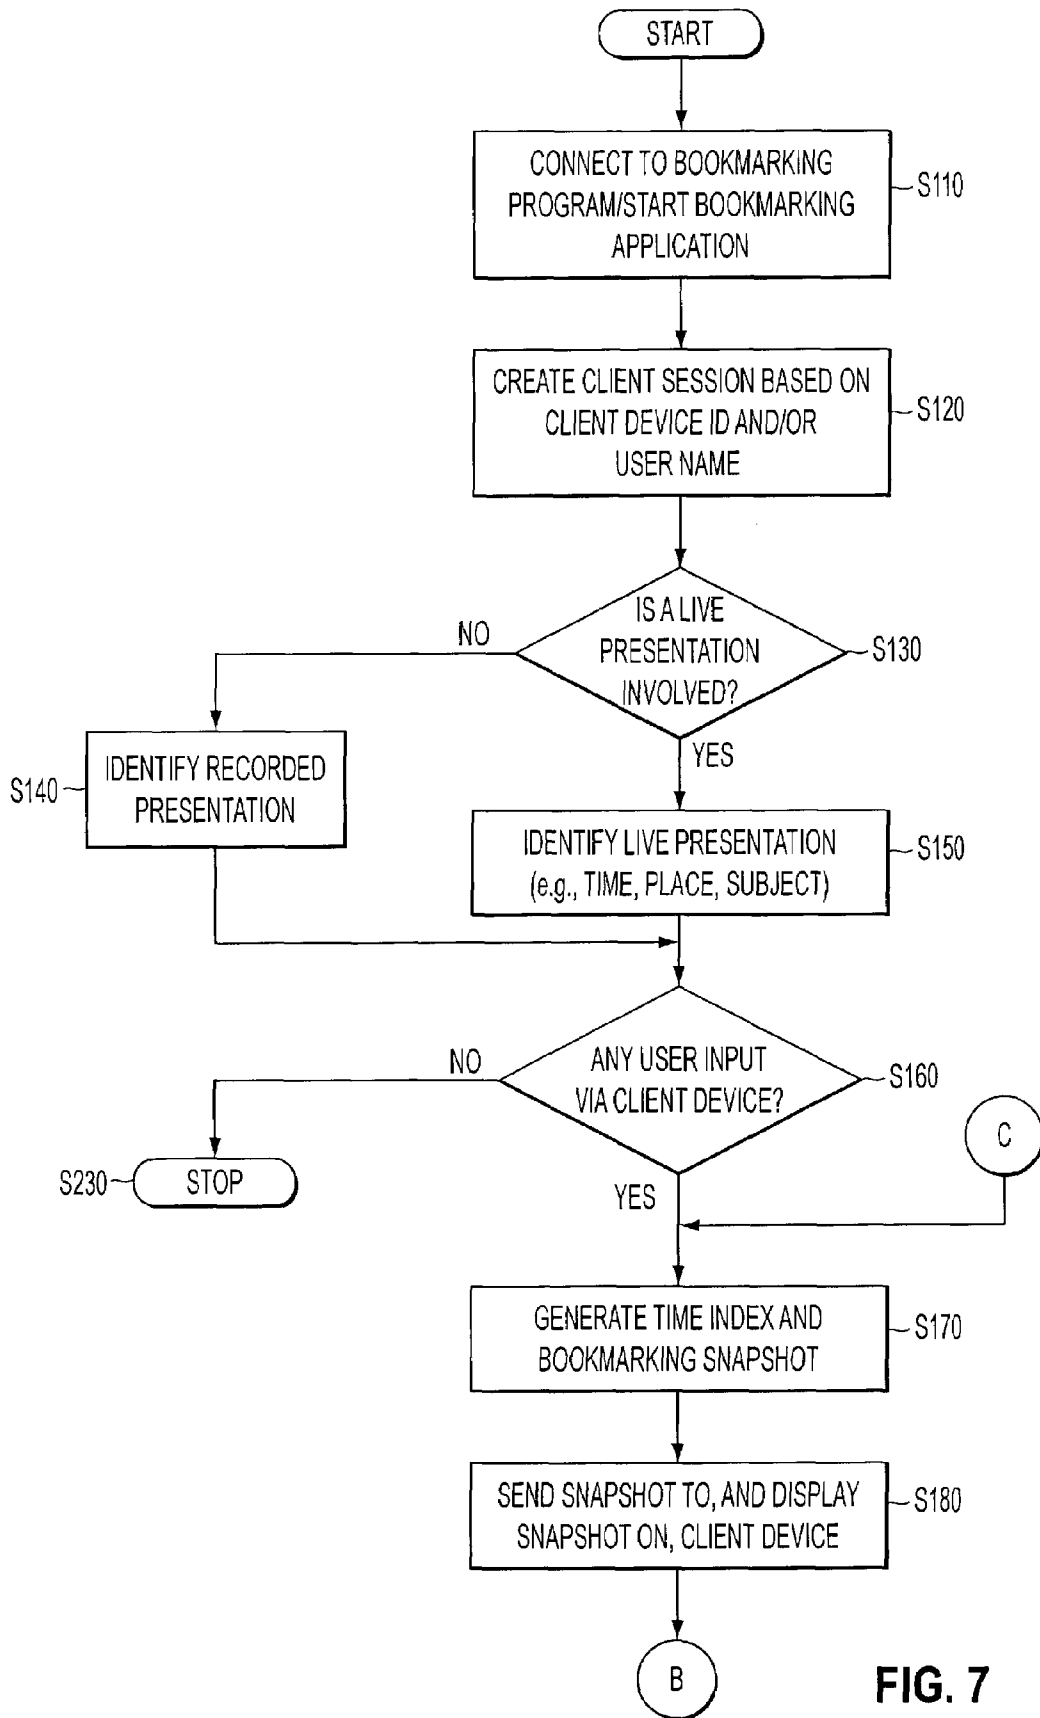 START
CONNECT TO BOOKMARKING
PROGRAM/START BOOKMARKING
APPLICATION
S110
CREATE CLIENT SESSION BASED ON
CLIENT DEVICE ID AND/OR
USER NAME
S120
IS A LIVE
PRESENTATION
INVOLVED?
S130
NO
YES
S140
IDENTIFY RECORDED
PRESENTATION
IDENTIFY LIVE PRESENTATION
(e.g., TIME, PLACE, SUBJECT)
S150
ANY USER INPUT
VIA CLIENT DEVICE?
S160
NO
C
S230
STOP
YES
GENERATE TIME INDEX AND
BOOKMARKING SNAPSHOT
S170
SEND SNAPSHOT TO, AND DISPLAY
SNAPSHOT ON, CLIENT DEVICE
S180
B
FIG. 7